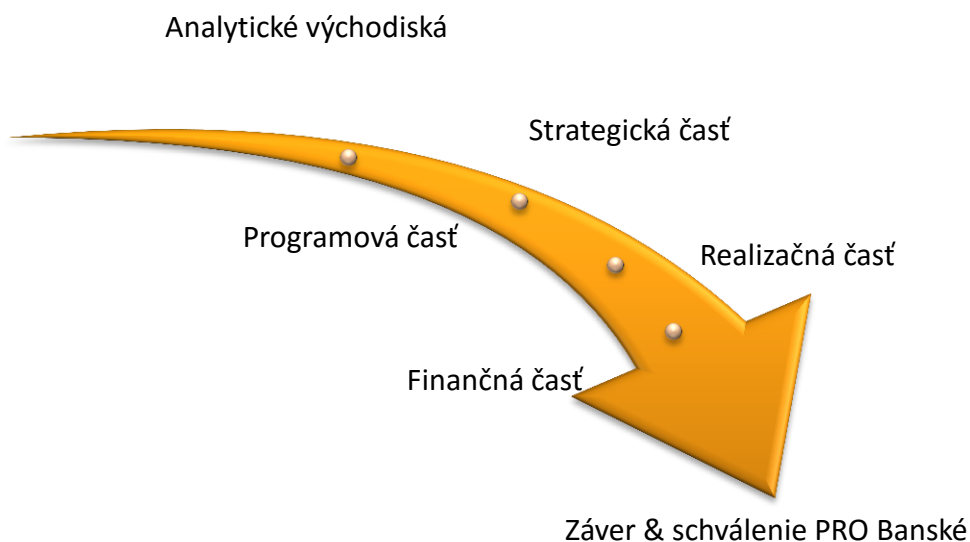 Analytické východiská
Strategická časť
Programová časť
Realizačná časť
Finančná časť
Záver & schválenie PRO Banské